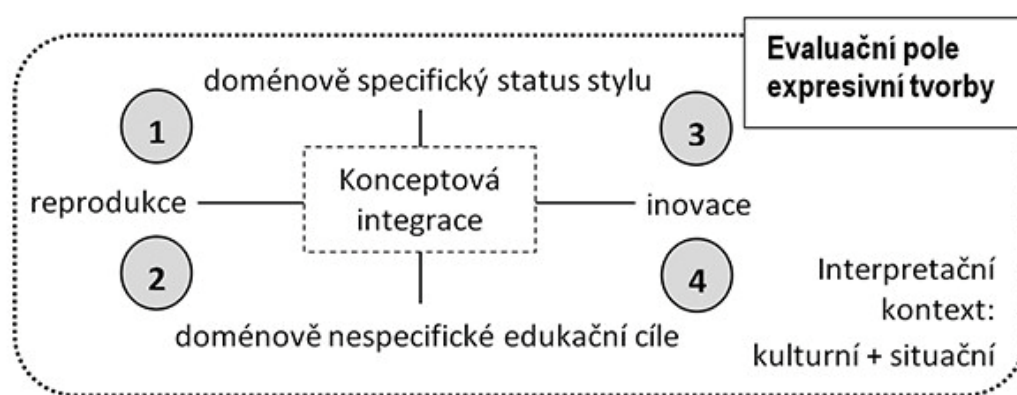 Evaluační pole
expresivní tvorby
doménově specifický status stylu
1
3
Konceptová
integrace
reprodukce
inovace
2
4
doménově nespecifické edukační cíle
Interpretační
kontext:
kulturní + situační